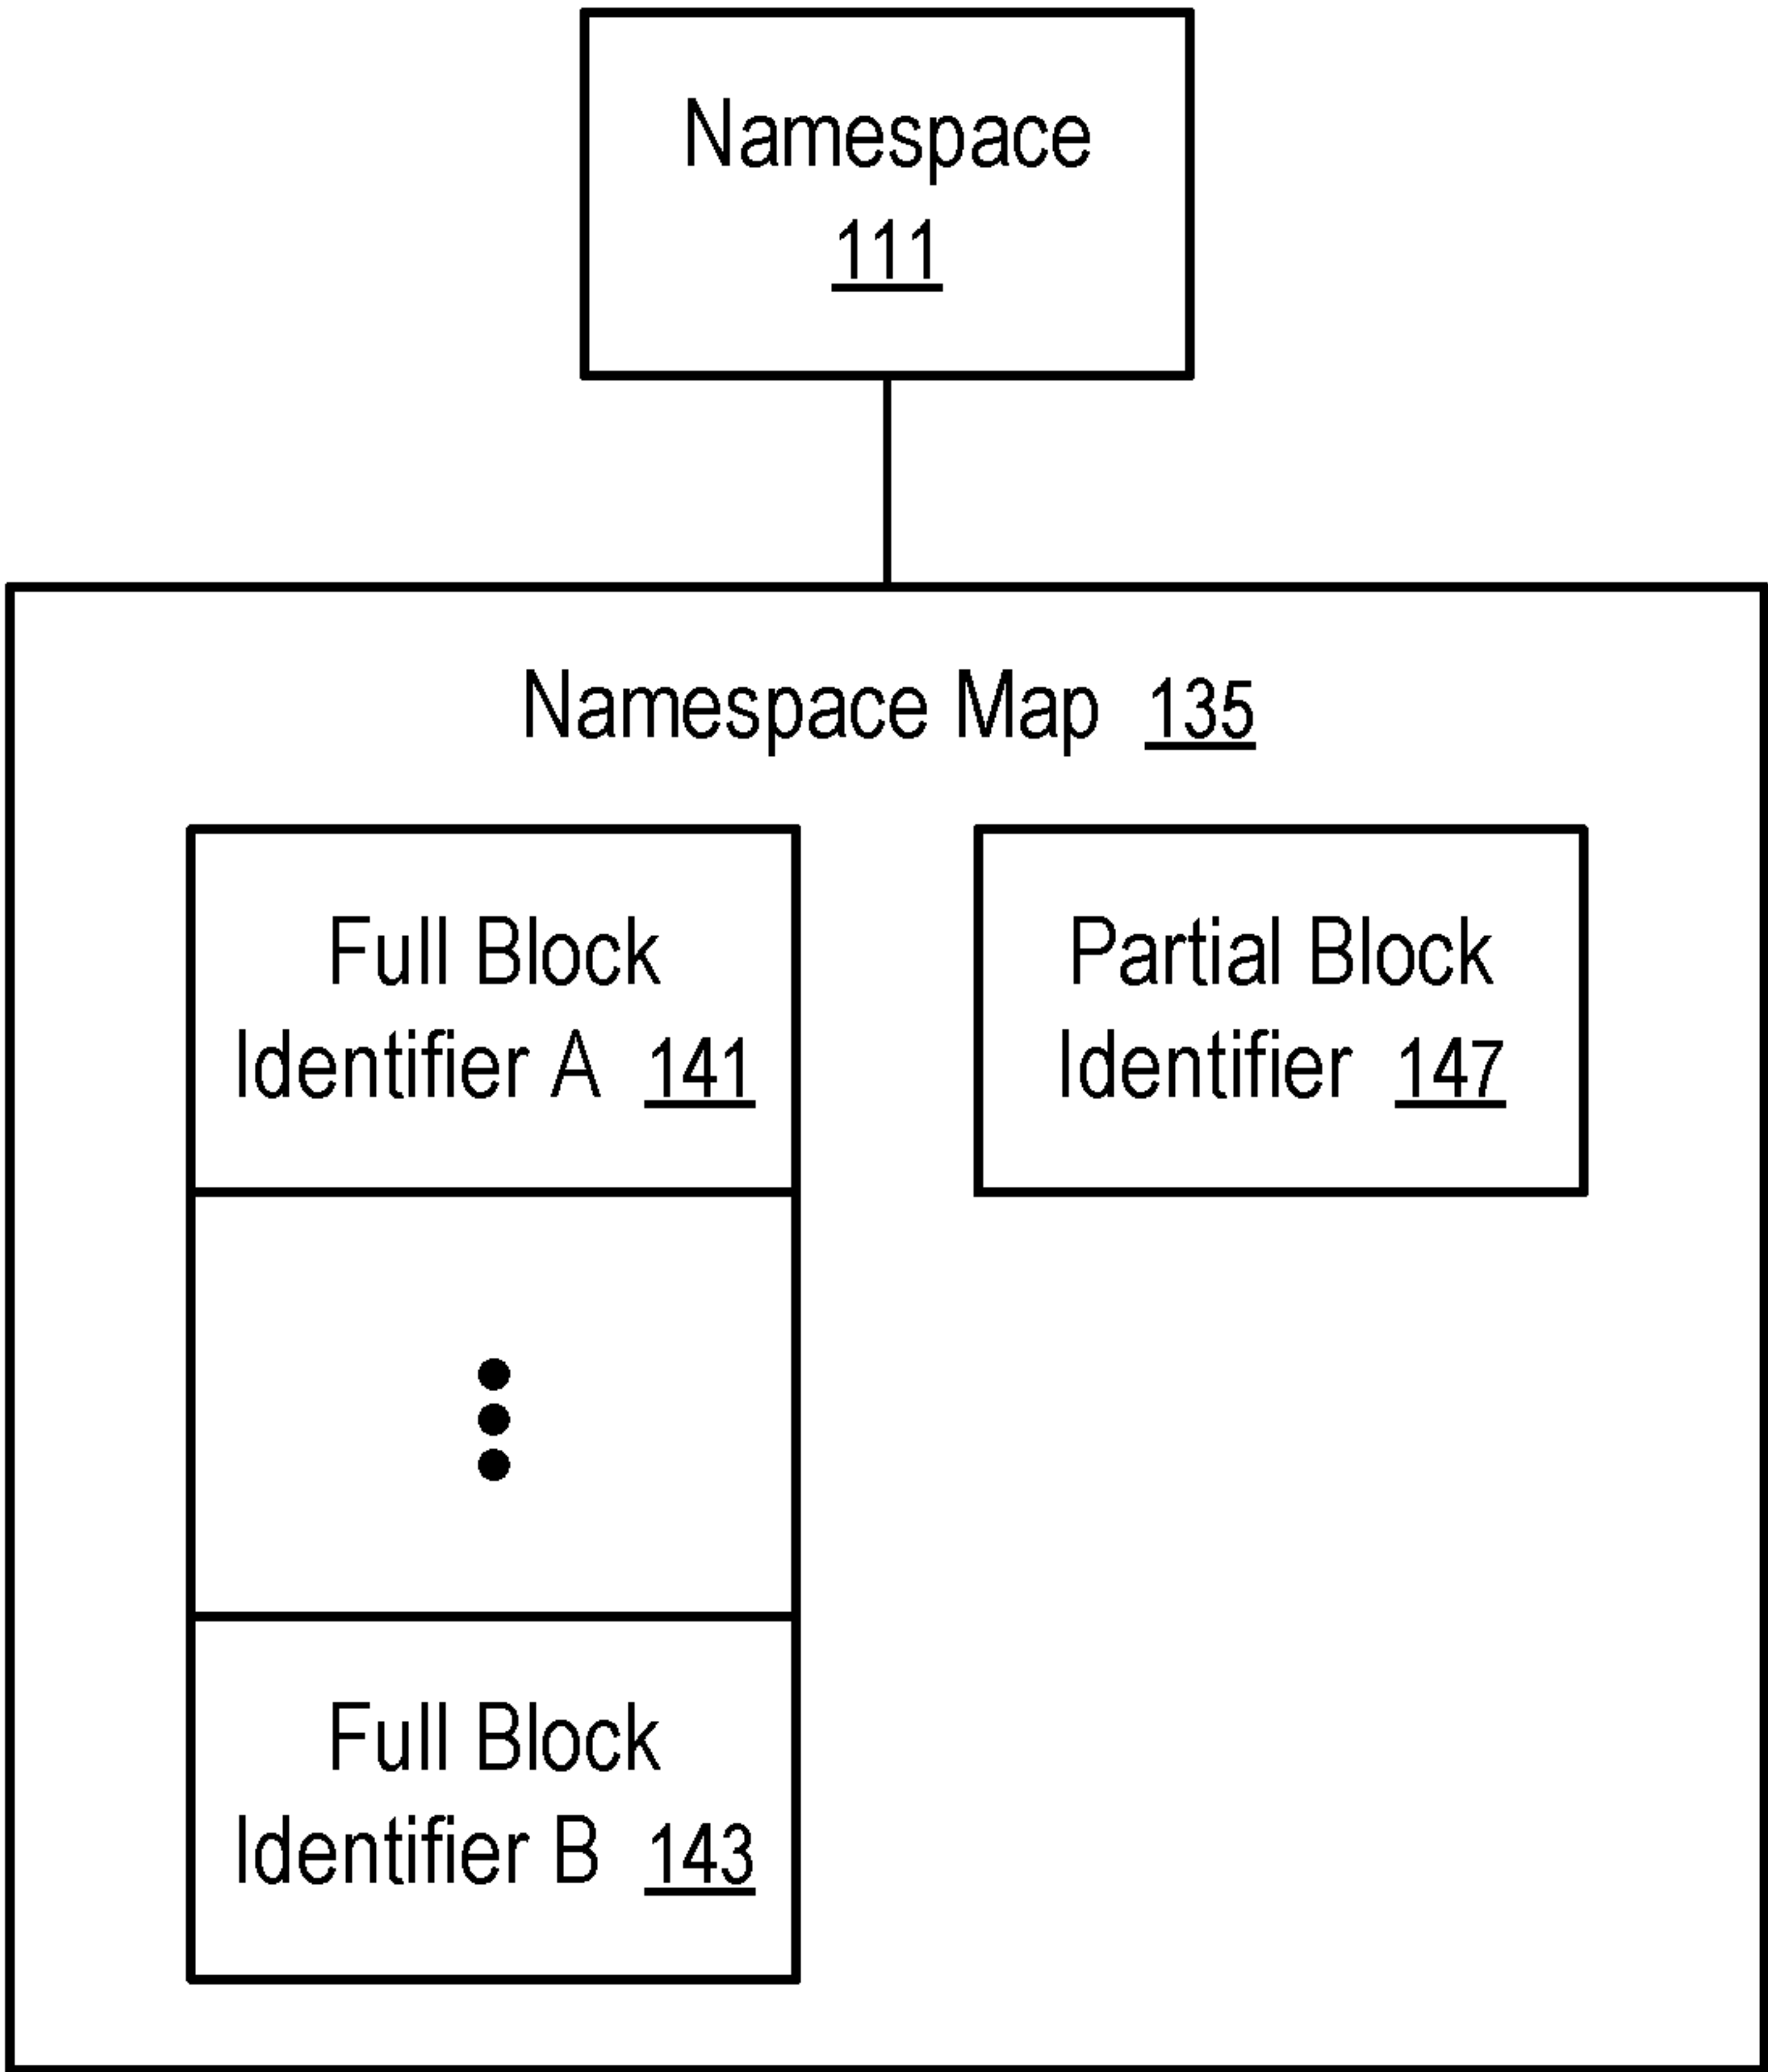 Namespace
111
Namespace Map 135
Full Block
Identifier A 141
Partial Block
Identifier 147
Full Block
Identifier B 143